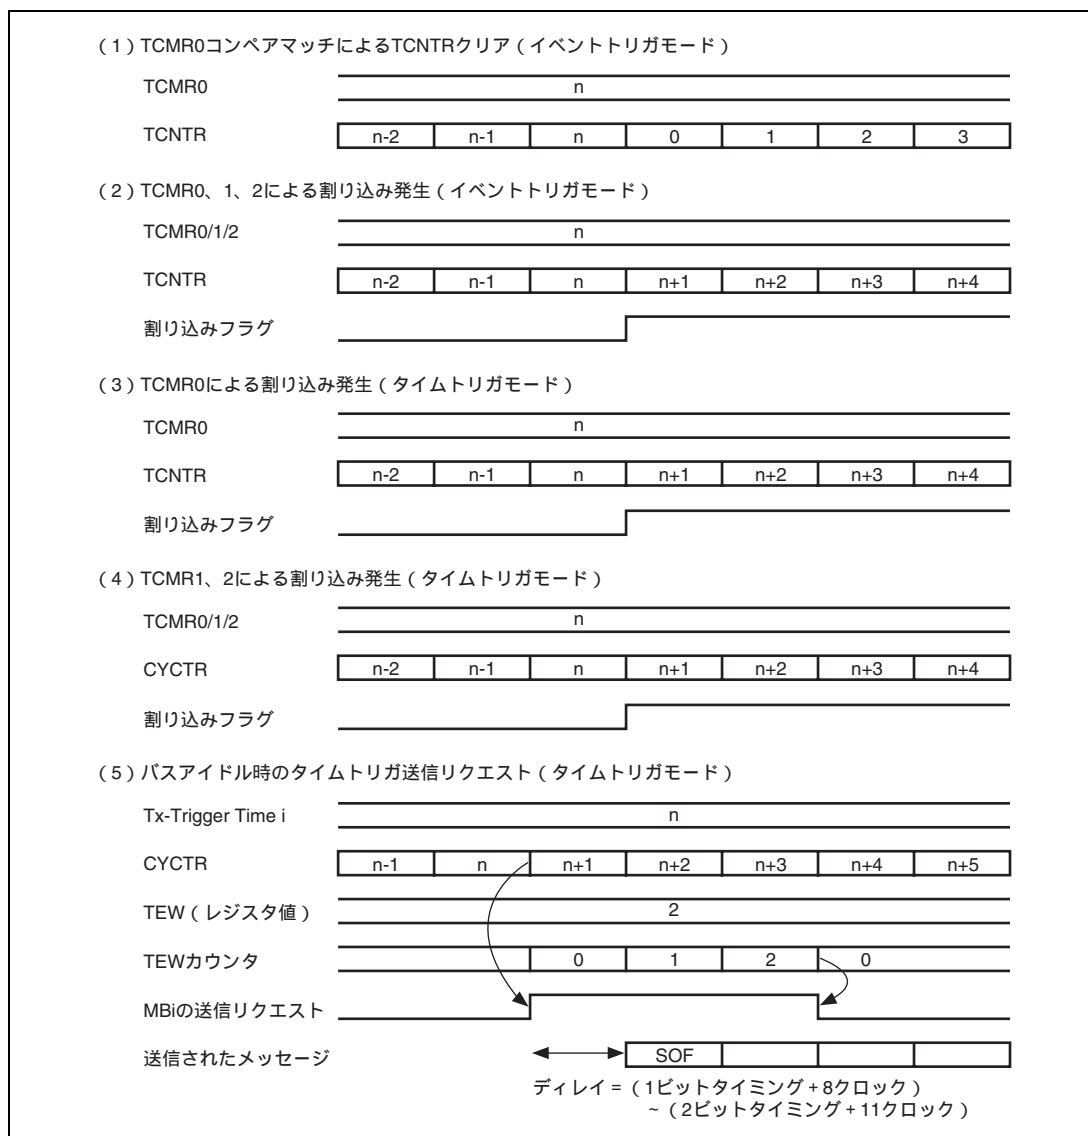 （1）TCMR0コンペアマッチによるTCNTRクリア（イベントトリガモード）
TCMR0 n
TCNTR n-2 n-1 n 0 1 2 3
（2）TCMR0、1、2による割り込み発生（イベントトリガモード）
TCMR0/1/2 n
TCNTR n-2 n-1 n n+1 n+2 n+3 n+4
割り込みフラグ
（3）TCMR0による割り込み発生（タイムトリガモード）
TCMR0 n
TCNTR n-2 n-1 n n+1 n+2 n+3 n+4
割り込みフラグ
（4）TCMR1、2による割り込み発生（タイムトリガモード）
TCMR0/1/2 n
CYCTR n-2 n-1 n n+1 n+2 n+3 n+4
割り込みフラグ
（5）バスアイドル時のタイムトリガ送信リクエスト（タイムトリガモード）
Tx-Trigger Time i n
CYCTR n-1 n n+1 n+2 n+3 n+4 n+5
TEW（レジスタ値） 2
TEWカウンタ 0 1 2 0
MBiの送信リクエスト
送信されたメッセージ SOF
ディレイ =（1ビットタイミング+8クロック）
~（2ビットタイミング+11クロック）